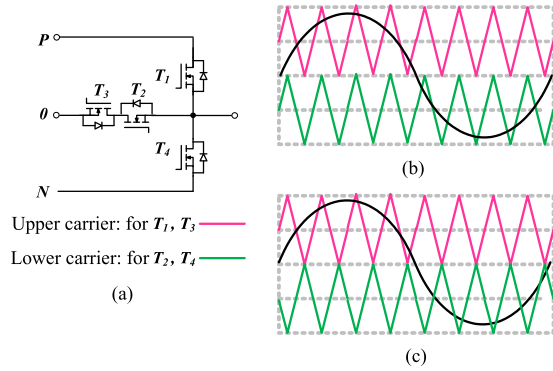 P
T1
T3
T2
0
T4
N
Upper carrier: for T1, T3
Lower carrier: for T2, T4
(a)
(b)
(c)